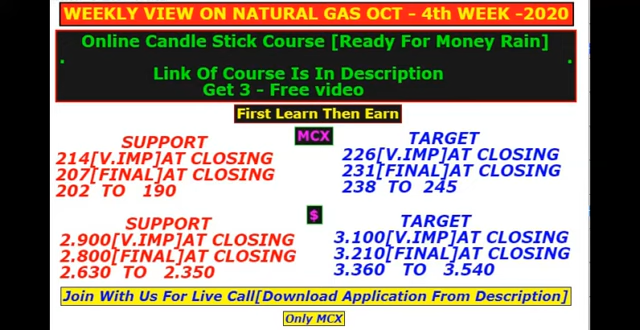 WEEKLY VIEW ON NATURAL GAS OCT - 4th WEEK -2020
Online Candle Stick Course [Ready For Money Rain]
Link Of Course Is In Description
Get 3 - Free video
First Learn Then Earn
MCX
SUPPORT
214[V.IMP]AT CLOSING
207[FINAL]AT CLOSING
202 TO 190
TARGET
226[V.IMP]AT CLOSING
231[FINAL]AT CLOSING
238 TO 245
$
SUPPORT
2.900[V.IMP]AT CLOSING
2.800[FINAL]AT CLOSING
2.630 TO 2.350
TARGET
3.100[V.IMP]AT CLOSING
3.210[FINAL]AT CLOSING
3.360 TO 3.540
Join With Us For Live Call[Download Application From Description]
Only MCX